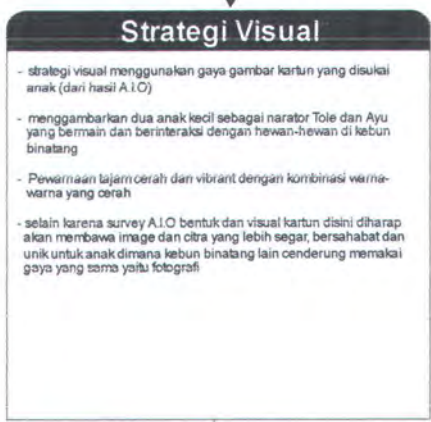 Strategi Visual
- strategi visual menggunakan gaya gambar kartun yang disukai
anak (dari hasil A.I.O)
- menggambarkan dua anak kecil sebagai narator Tole dan Ayu
yang bermain dan berinteraksi dengan hewan-hewan di kebun
binatang
- Pewarnaan tajam cerah dan vibrant dengan kombinasi warna-
warna yang cerah
- selain karena survey A.I.O bentuk dan visual kartun disini diharap
akan membawa image dan citra yang lebih segar, bersahabat dan
unik untuk anak dimana kebun binatang lain cenderung memakai
gaya yang sama yaitu fotografi